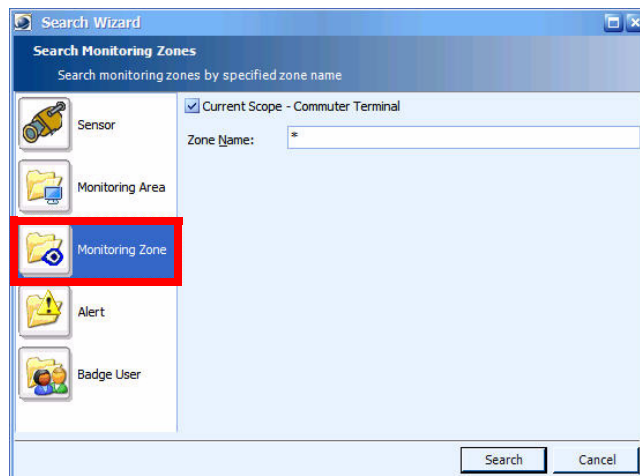 Search Wizard
Search Monitoring Zones
Search monitoring zones by specified zone name
Sensor
Monitoring Area
Monitoring Zone
Alert
Badge User
Current Scope - Commuter Terminal
Zone Name: *
Search Cancel